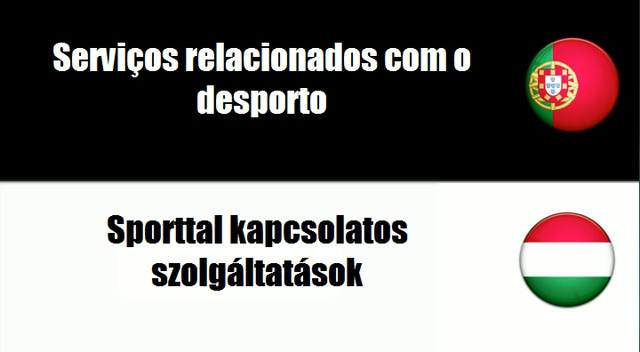 Serviços relacionados com o
desporto
Sporttal kapcsolatos
szolgáltatások